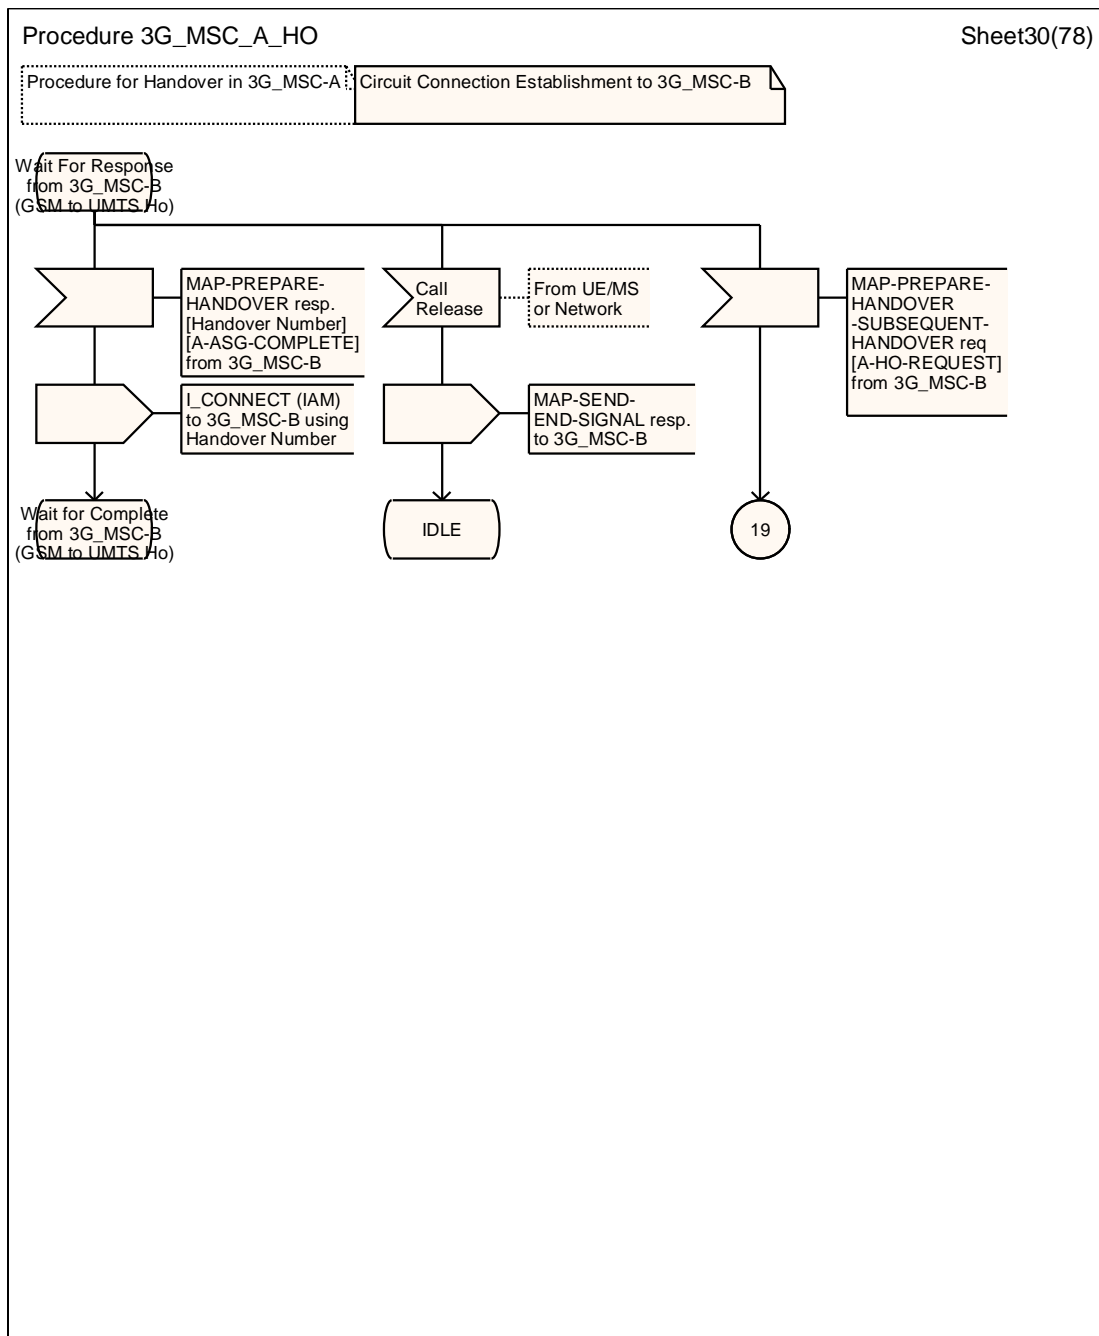 Procedure 3G_MSC_A_HO
Sheet30(78)
Procedure for Handover in 3G_MSC-A
Circuit Connection Establishment to 3G_MSC-B
Wait For Response
from 3G_MSC-B
(GSM to UMTS Ho)
MAP-PREPARE-
HANDOVER resp.
[Handover Number]
[A-ASG-COMPLETE]
from 3G_MSC-B
Call
Release
From UE/MS
or Network
MAP-PREPARE-
HANDOVER
-SUBSEQUENT-
HANDOVER req
[A-HO-REQUEST]
from 3G_MSC-B
I_CONNECT (IAM)
to 3G_MSC-B using
Handover Number
MAP-SEND-
END-SIGNAL resp.
to 3G_MSC-B
Wait for Complete
from 3G_MSC-B
(GSM to UMTS Ho)
IDLE
19